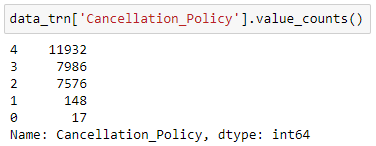 data_trn['Cancellation_Policy'].value_counts()
4    11932
3     7986
2     7576
1      148
0       17
Name: Cancellation_Policy, dtype: int64